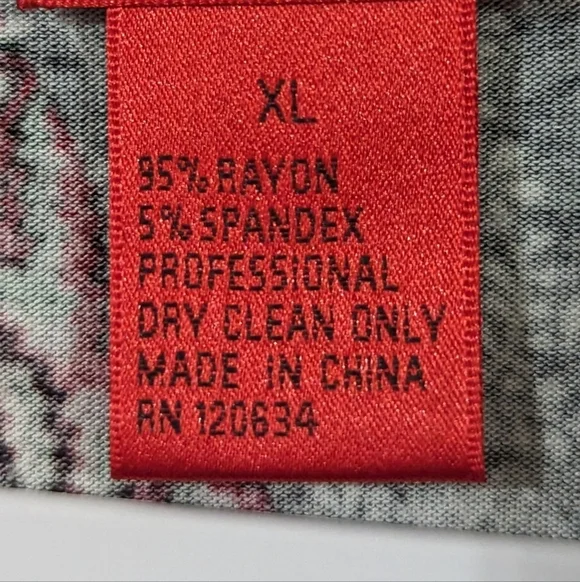 XL
95% RAYON
5% SPANDEX
PROFESSIONAL
DRY CLEAN ONLY
MADE IN CHINA
RN 120634